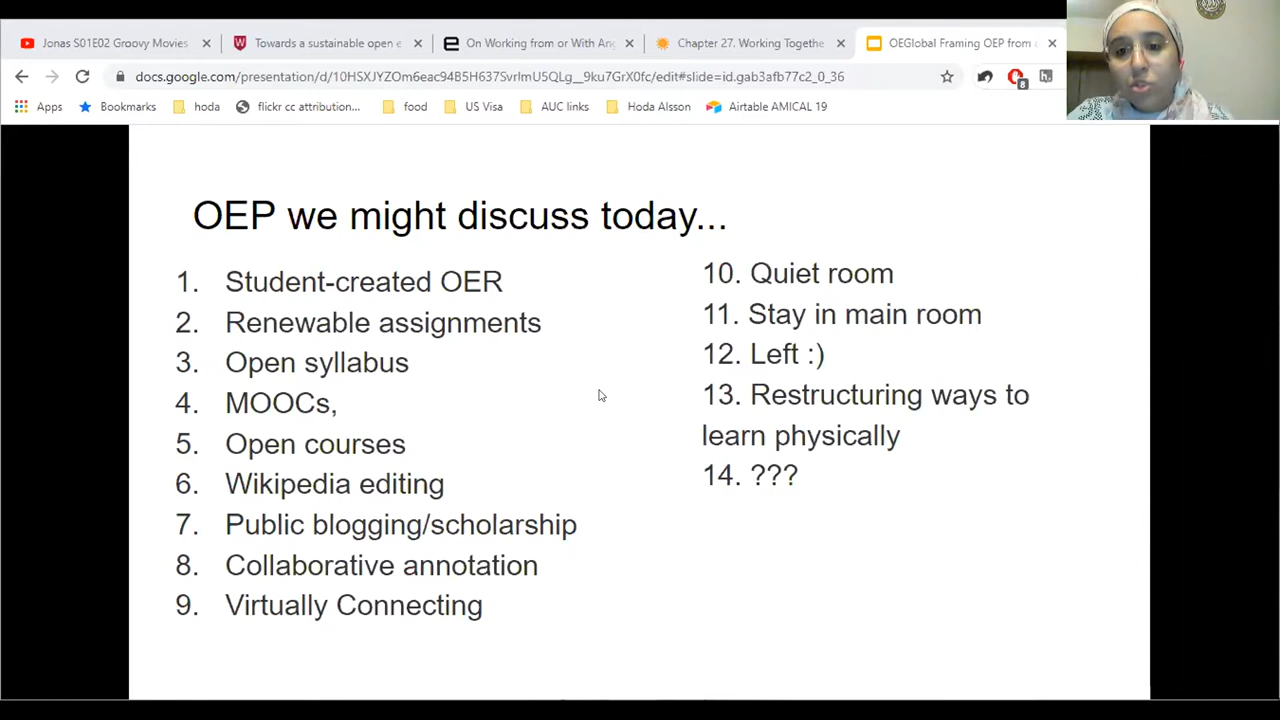 Jonas S01E02 Groovy Movies
Towards a sustainable open e
On Working from or With Ang
Chapter 27. Working Togethe
OEGlobal Framing OEP from a
docs.google.com/presentation/d/10HSXJYZOm6eac94B5H637SvrlmU5QLg__9ku7GrX0fc/edit#slide=id.gab3afb77c2_0_36
8
Apps
Bookmarks
hoda
flickr cc attribution...
food
US Visa
AUC links
Hoda Alsson
Airtable AMICAL 19
OEP we might discuss today...
1. Student-created OER
2. Renewable assignments
3. Open syllabus
4. MOOCs,
5. Open courses
6. Wikipedia editing
7. Public blogging/scholarship
8. Collaborative annotation
9. Virtually Connecting
10. Quiet room
11. Stay in main room
12. Left :)
13. Restructuring ways to
learn physically
14. ???